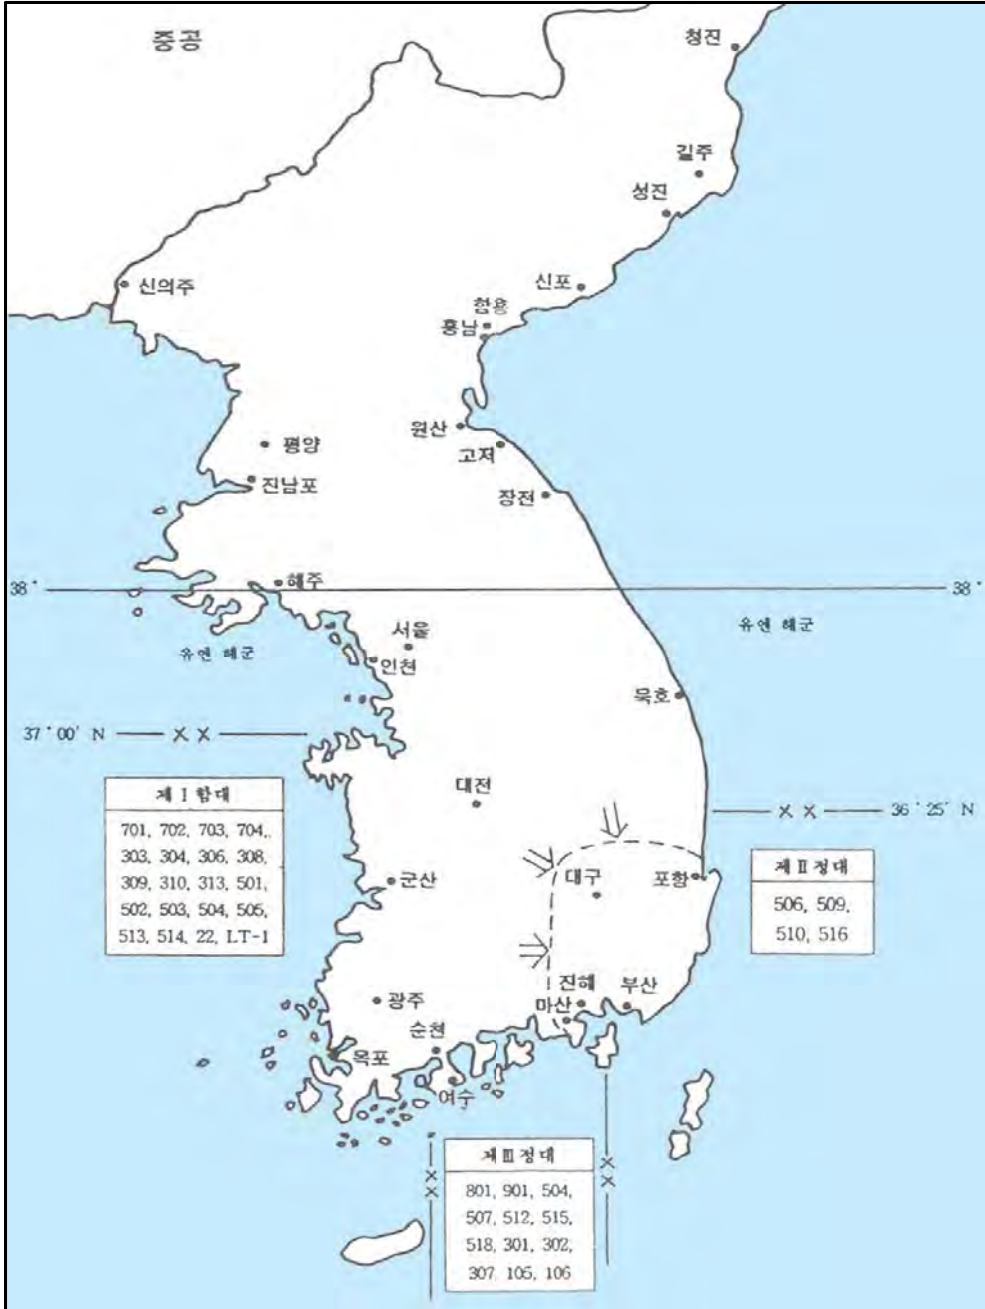 중공
청진
길주
성진
신의주
신포
함흥
흥남
원산
고저
평양
진남포
장전
38°
해주
38°
유엔 해군
서울
유엔 해군
인천
묵호
37°00' N
제Ⅰ함대
701, 702, 703, 704,
303, 304, 306, 308,
309, 310, 313, 501,
502, 503, 504, 505,
513, 514, 22, LT-1
대전
36°25' N
제Ⅱ정대
506, 509,
510, 516
군산
대구
포항
광주
진해
부산
마산
순천
목포
여수
제Ⅲ정대
801, 901, 504,
507, 512, 515,
518, 301, 302,
307, 105, 106